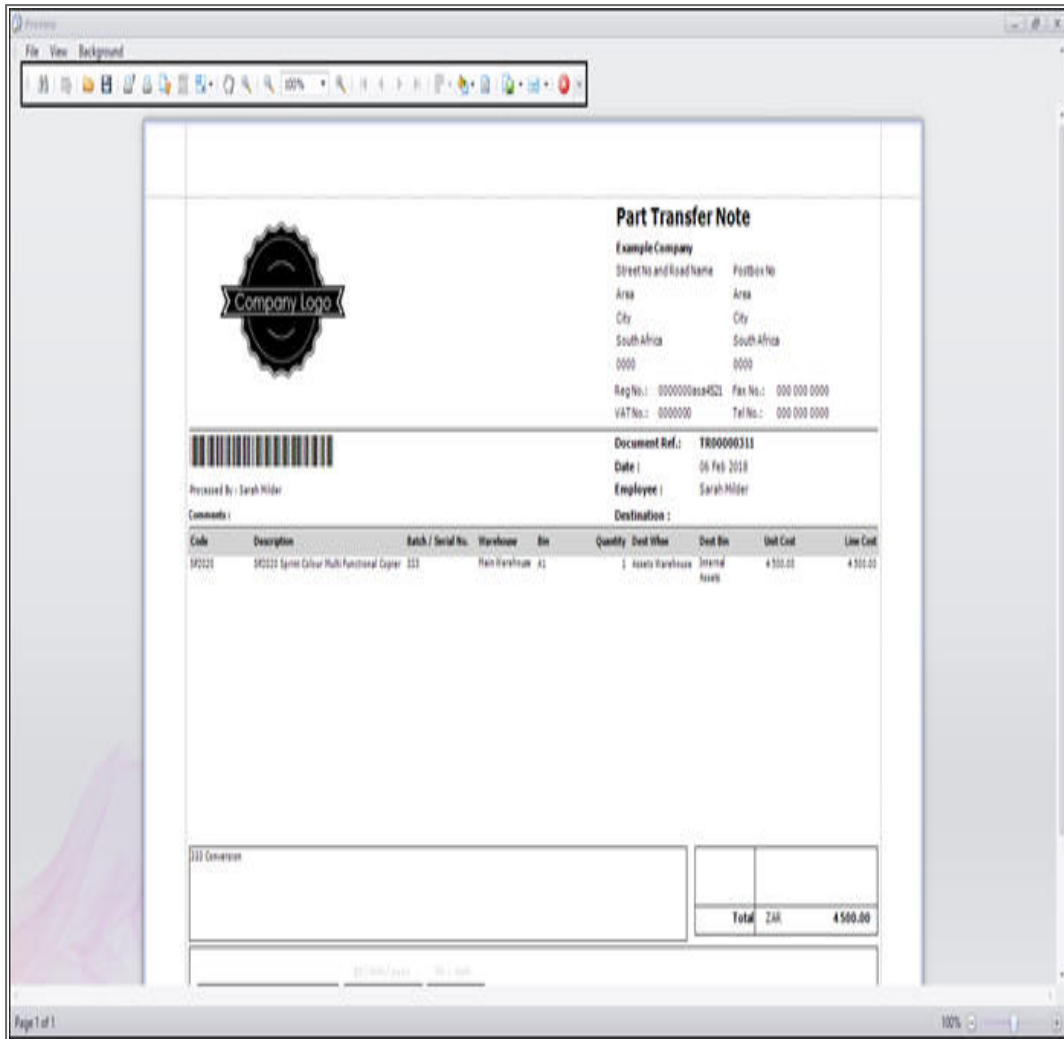 Preview
File View Background
100%
Part Transfer Note
Company Logo
Example Company
Street No and Road Name Postbox No
Area Area
City City
South Africa South Africa
0000 0000
Reg No.: 0000000asa4521 Fax No.: 000 000 0000
VAT No.: 0000000 Tel No.: 000 000 0000
Document Ref.: TR00000311
Date : 06 Feb 2018
Processed By : Sarah Milder Employee : Sarah Milder
Comments : Destination :
Code Description Batch / Serial No. Warehouse Bin Quantity Dest Whse Dest Bin Unit Cost Line Cost
SP2020 SP2020 Sprint Colour Multi Functional Copier 333 Main Warehouse A1 1 Assets Warehouse Internal 4 500.00 4 500.00
Assets
333 Conversion
Total ZAR 4 500.00
Page 1 of 1 100%